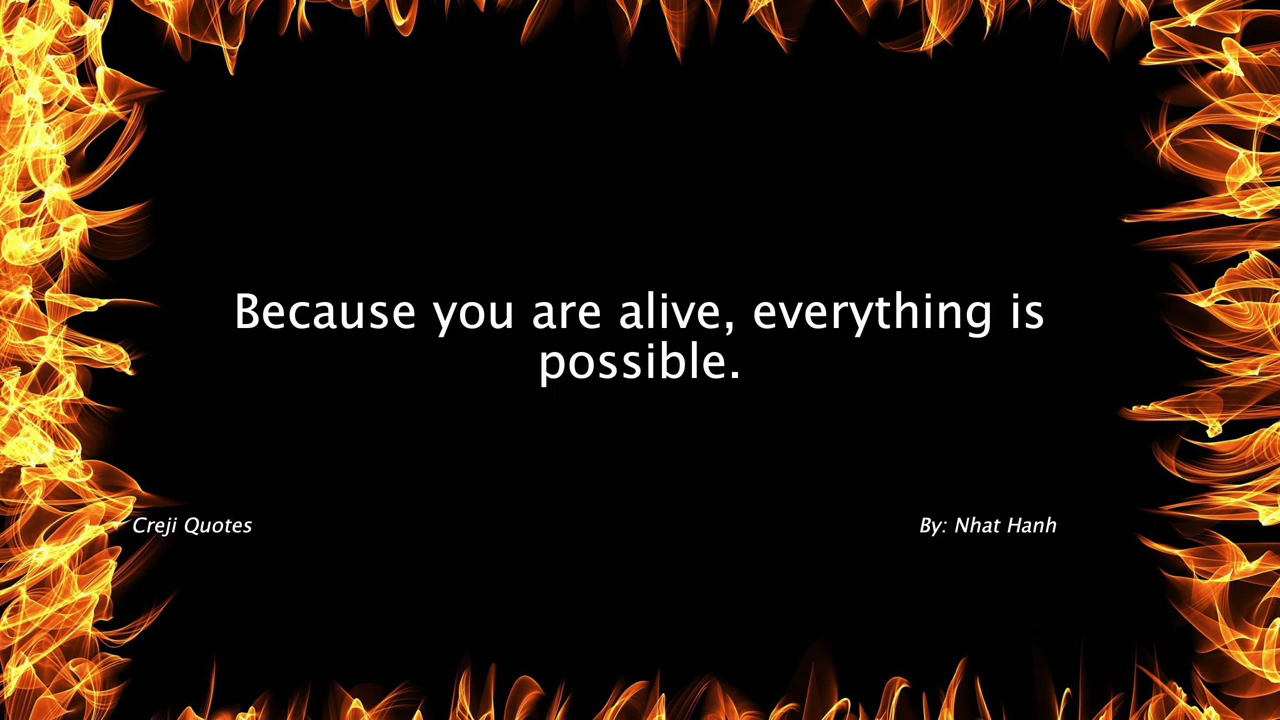 Because you are alive, everything is
possible.
Creji Quotes
By: Nhat Hanh